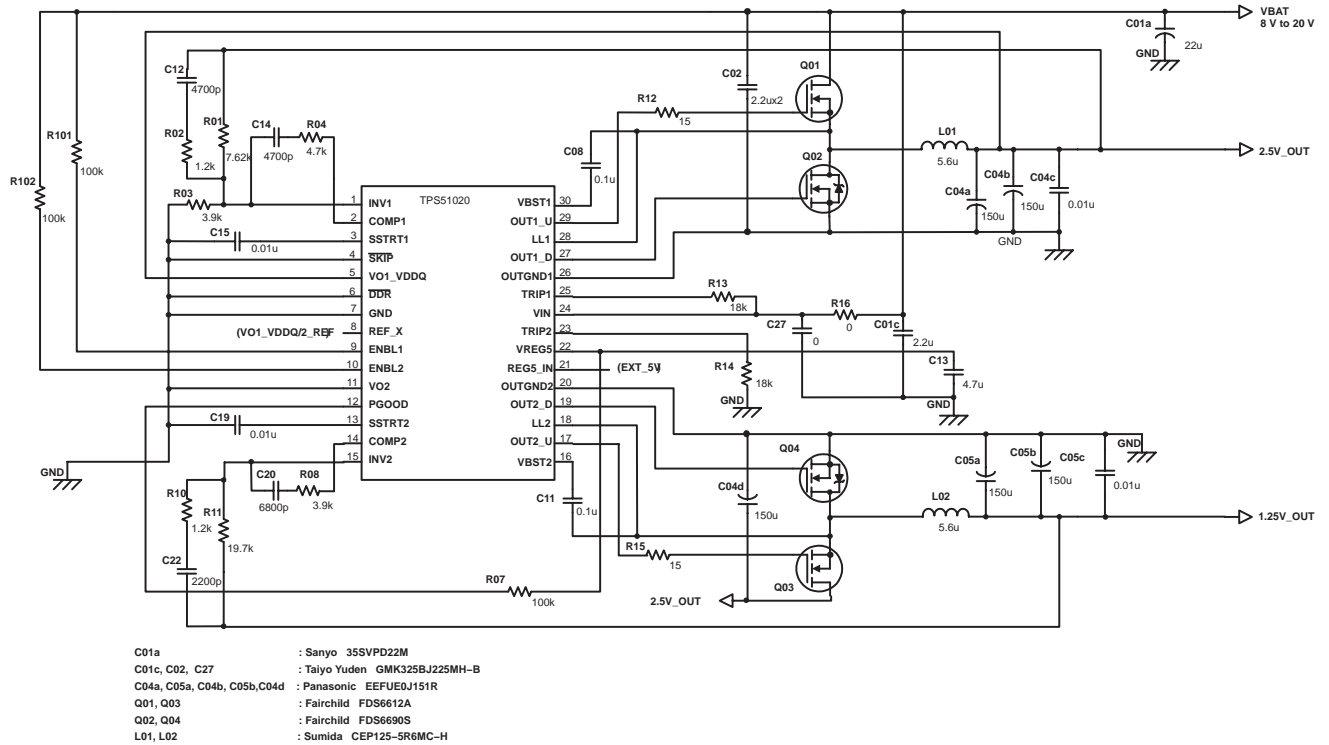 VBAT
8 V to 20 V
C01a
22u
GND
C12
4700p
R02
1.2k
R01
7.62k
C14
4700p
R04
4.7k
R101
100k
R102
100k
R03
3.9k
C15
0.01u
C02
2.2ux2
Q01
R12
15
C08
0.1u
Q02
L01
5.6u
2.5V_OUT
C04a
150u
C04b
150u
C04c
0.01u
GND
TPS51020
1 INV1
2 COMP1
3 SSTRT1
4 SKIP
5 VO1_VDDQ
6 DDR
7 GND
8 REF_X
9 ENBL1
10 ENBL2
11 VO2
12 PGOOD
13 SSTRT2
14 COMP2
15 INV2
VBST1 30
OUT1_U 29
LL1 28
OUT1_D 27
OUTGND1 26
TRIP1 25
VIN 24
TRIP2 23
VREG5 22
REG5_IN 21
OUTGND2 20
OUT2_D 19
LL2 18
OUT2_U 17
VBST2 16
(VO1_VDDQ/2_REF)
(EXT_5V)
R13
18k
R16
0
C27
0
C01c
2.2u
C13
4.7u
R14
18k
GND
GND
C19
0.01u
GND
R10
1.2k
R11
19.7k
C20
6800p
R08
3.9k
C22
2200p
C11
0.1u
R15
15
R07
100k
C04d
150u
Q04
Q03
2.5V_OUT
L02
5.6u
C05a
150u
C05b
150u
C05c
0.01u
GND
1.25V_OUT
C01a : Sanyo 35SVPD22M
C01c, C02, C27 : Taiyo Yuden GMK325BJ225MH−B
C04a, C05a, C04b, C05b,C04d : Panasonic EEFUE0J151R
Q01, Q03 : Fairchild FDS6612A
Q02, Q04 : Fairchild FDS6690S
L01, L02 : Sumida CEP125−5R6MC−H